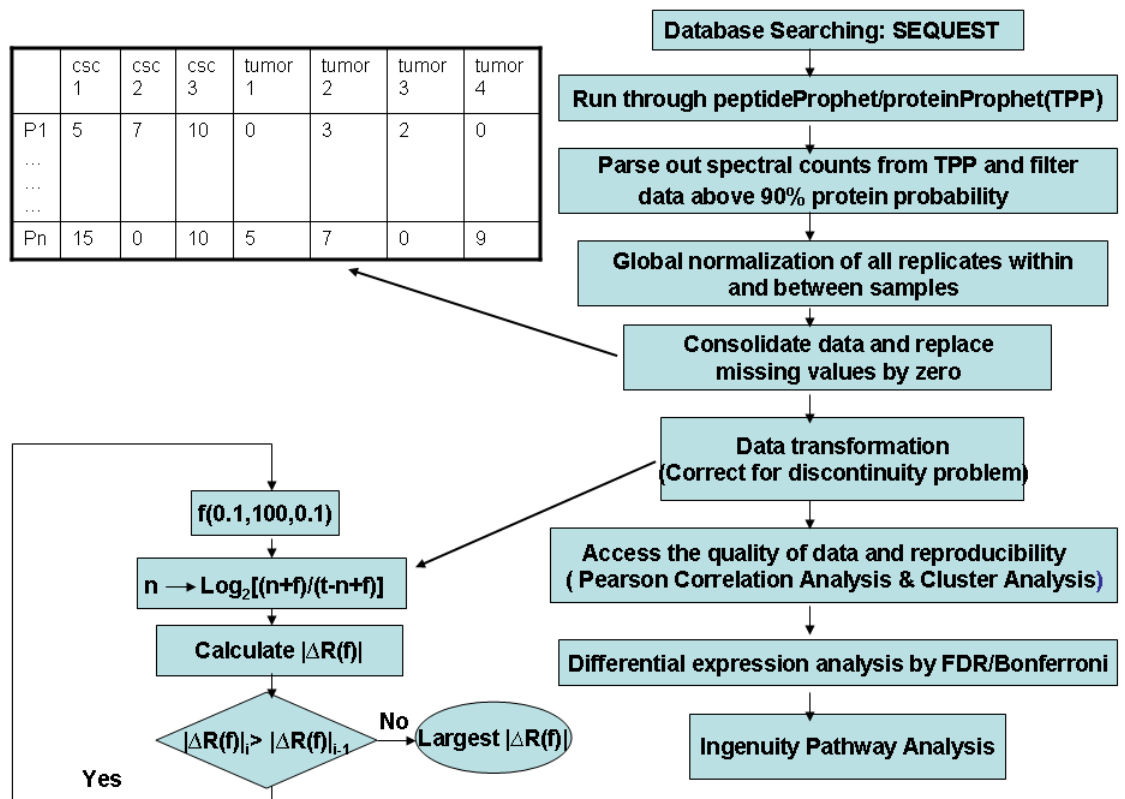 csc 1 csc 2 csc 3 tumor 1 tumor 2 tumor 3 tumor 4
P1 5 7 10 0 3 2 0
...
...
...
Pn 15 0 10 5 7 0 9
Database Searching: SEQUEST
Run through peptideProphet/proteinProphet(TPP)
Parse out spectral counts from TPP and filter
data above 90% protein probability
Global normalization of all replicates within
and between samples
Consolidate data and replace
missing values by zero
Data transformation
(Correct for discontinuity problem)
Access the quality of data and reproducibility
( Pearson Correlation Analysis & Cluster Analysis)
Differential expression analysis by FDR/Bonferroni
Ingenuity Pathway Analysis
f(0.1,100,0.1)
n → Log₂[(n+f)/(t-n+f)]
Calculate |∆R(f)|
|∆R(f)|ᵢ> |∆R(f)|ᵢ₋₁
No
Largest |∆R(f)|
Yes